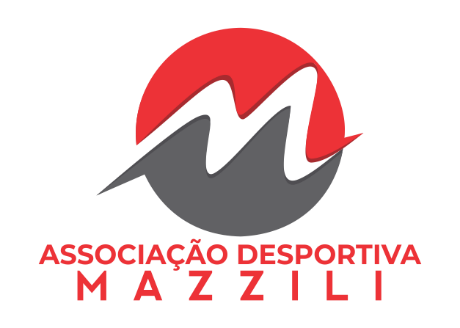 ASSOCIAÇÃO DESPORTIVA
MAZZILI